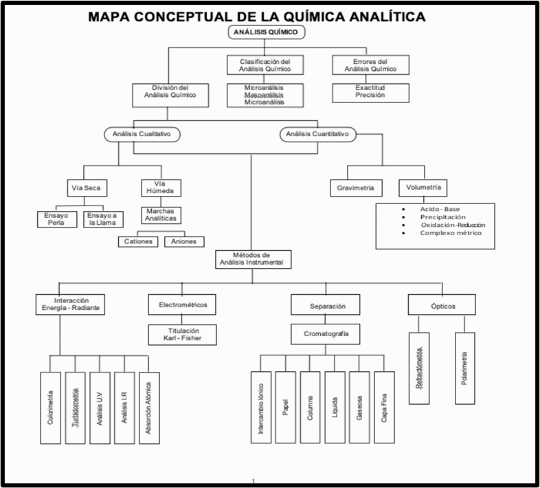 MAPA CONCEPTUAL DE LA QUÍMICA ANALÍTICA
ANÁLISIS QUÍMICO
Clasificación del
Análisis Químico
Errores del
Análisis Químico
División del
Análisis Químico
Microanálisis
Mesoanálisis
Microanálisis
Exactitud
Precisión
Análisis Cualitativo
Análisis Cuantitativo
Vía Seca
Vía
Húmeda
Gravimetría
Volumetría
Ensayo
Perla
Ensayo a
la Llama
Marchas
Analíticas
• Acido - Base
• Precipitación
• Oxidación-Reducción
• Complexo métrico
Cationes
Aniones
Métodos de
Análisis Instrumental
Interacción
Energía - Radiante
Electrométricos
Separación
Ópticos
Titulación
Karl - Fisher
Cromatografía
Colorimetría
Turbidometría
Análisis U.V
Análisis I.R
Absorción Atómica
Intercambio Iónico
Papel
Columna
Líquida
Gaseosa
Capa Fina
Refractómetría
Polarimetría
1